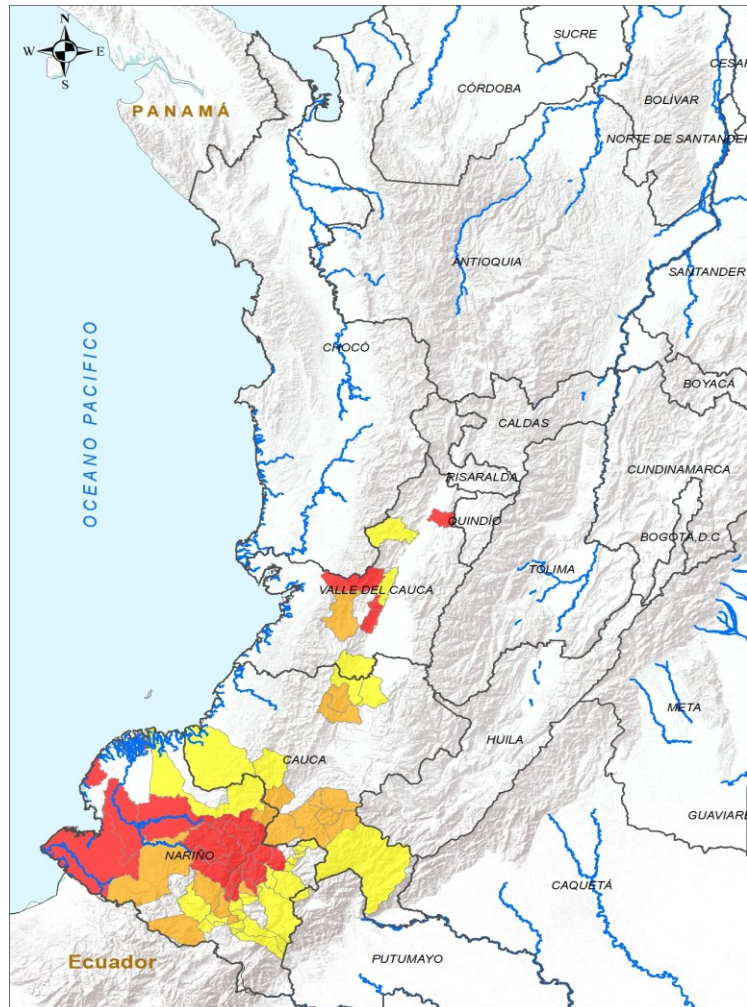 N
W
E
S
SUCRE
CESAR
CÓRDOBA
BOLÍVAR
PANAMÁ
NORTE DE SANTANDER
ANTIOQUIA
SANTANDER
OCEANO PACIFICO
CHOCÓ
BOYACÁ
CALDAS
CUNDINAMARCA
RISARALDA
QUINDÍO
BOGOTÁ, D.C
TOLIMA
VALLE DEL CAUCA
META
HUILA
CAUCA
GUAVIARE
NARIÑO
CAQUETÁ
PUTUMAYO
Ecuador